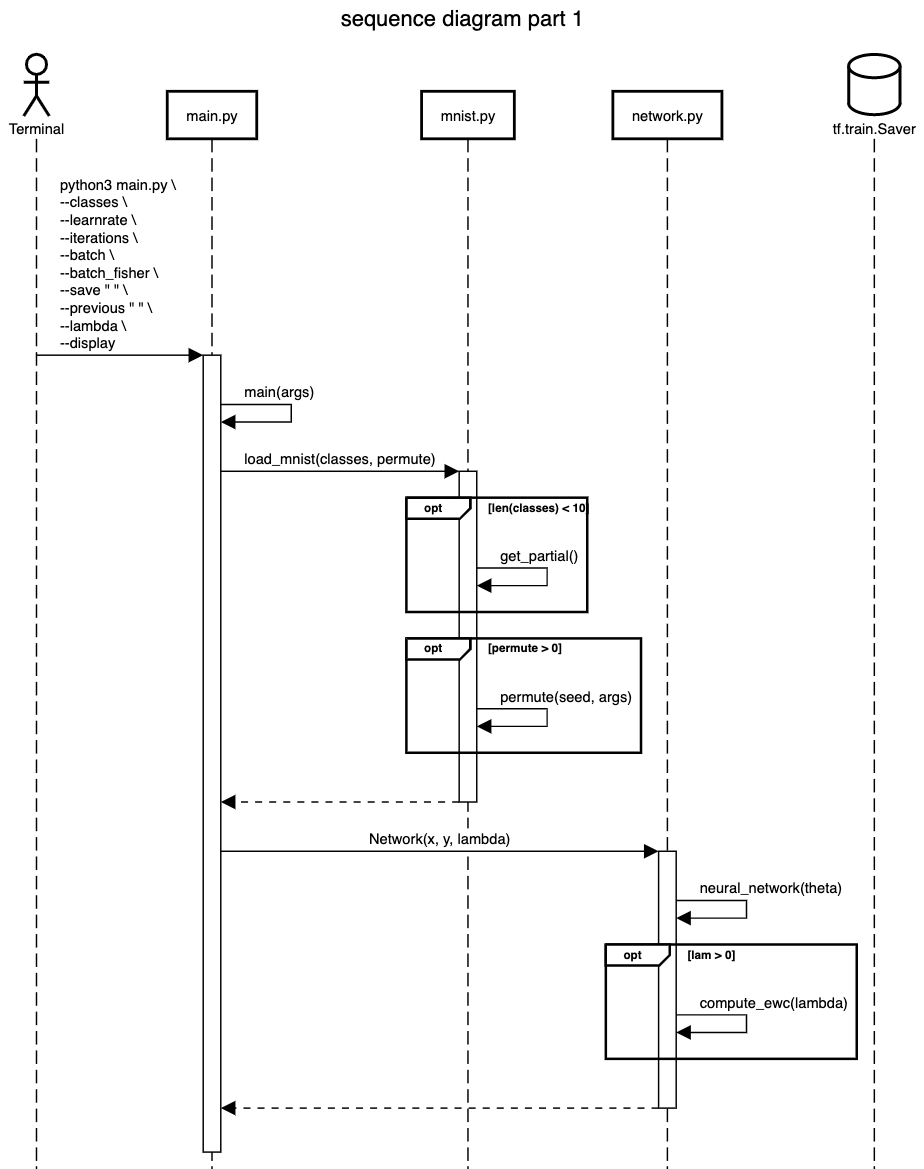 sequence diagram part 1
Terminal
main.py
mnist.py
network.py
tf.train.Saver
python3 main.py \
--classes \
--learnrate \
--iterations \
--batch \
--batch_fisher \
--save " " \
--previous " " \
--lambda \
--display
main(args)
load_mnist(classes, permute)
opt
[len(classes) < 10]
get_partial()
opt
[permute > 0]
permute(seed, args)
Network(x, y, lambda)
neural_network(theta)
opt
[lam > 0]
compute_ewc(lambda)